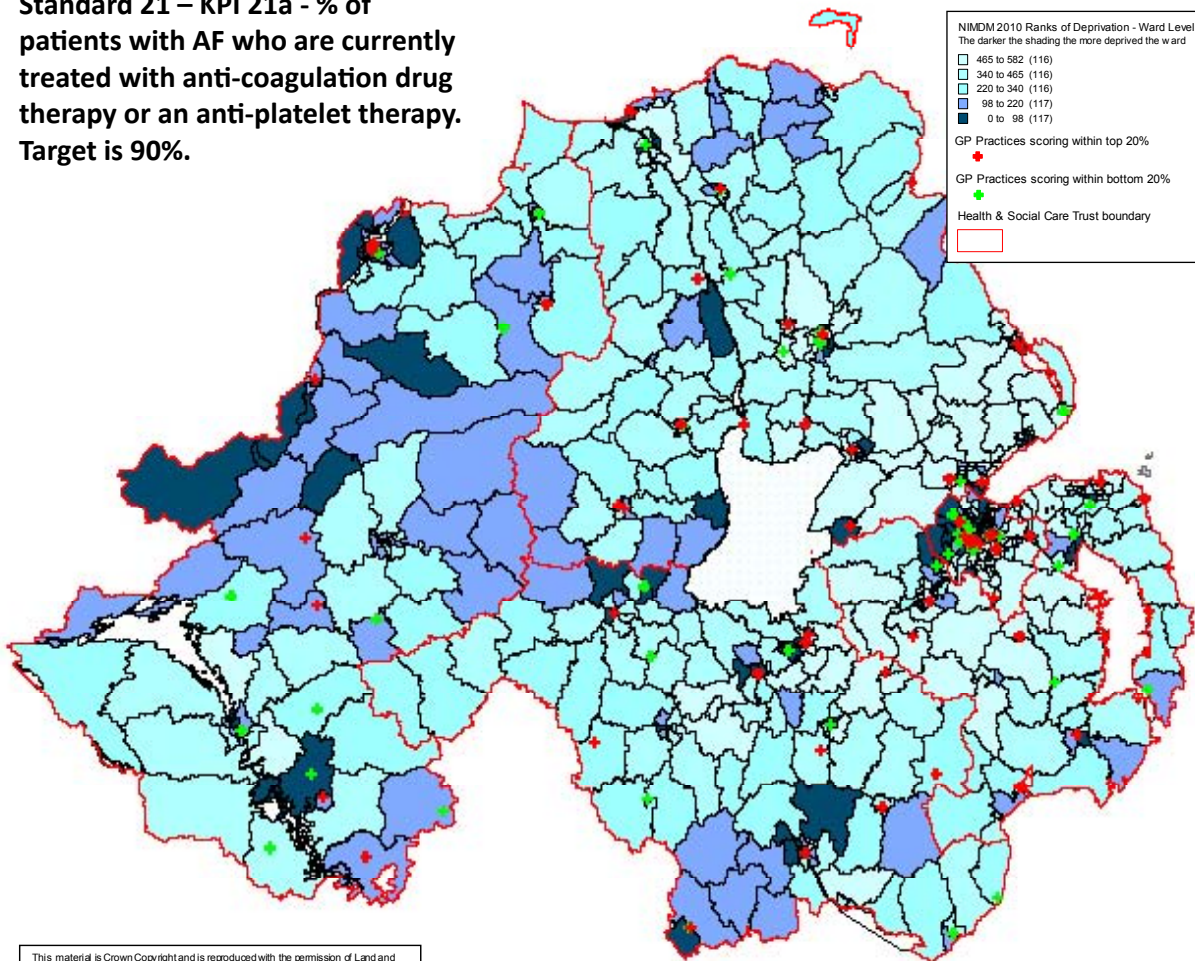 Standard 21 – KPI 21a - % of
patients with AF who are currently
treated with anti-coagulation drug
therapy or an anti-platelet therapy.
Target is 90%.
NIMDM 2010 Ranks of Deprivation - Ward Level
The darker the shading the more deprived the ward
465 to 582 (116)
340 to 465 (116)
220 to 340 (116)
98 to 220 (117)
0 to 98 (117)
GP Practices scoring within top 20%
GP Practices scoring within bottom 20%
Health & Social Care Trust boundary
This material is Crown Copyright and is reproduced with the permission of Land and